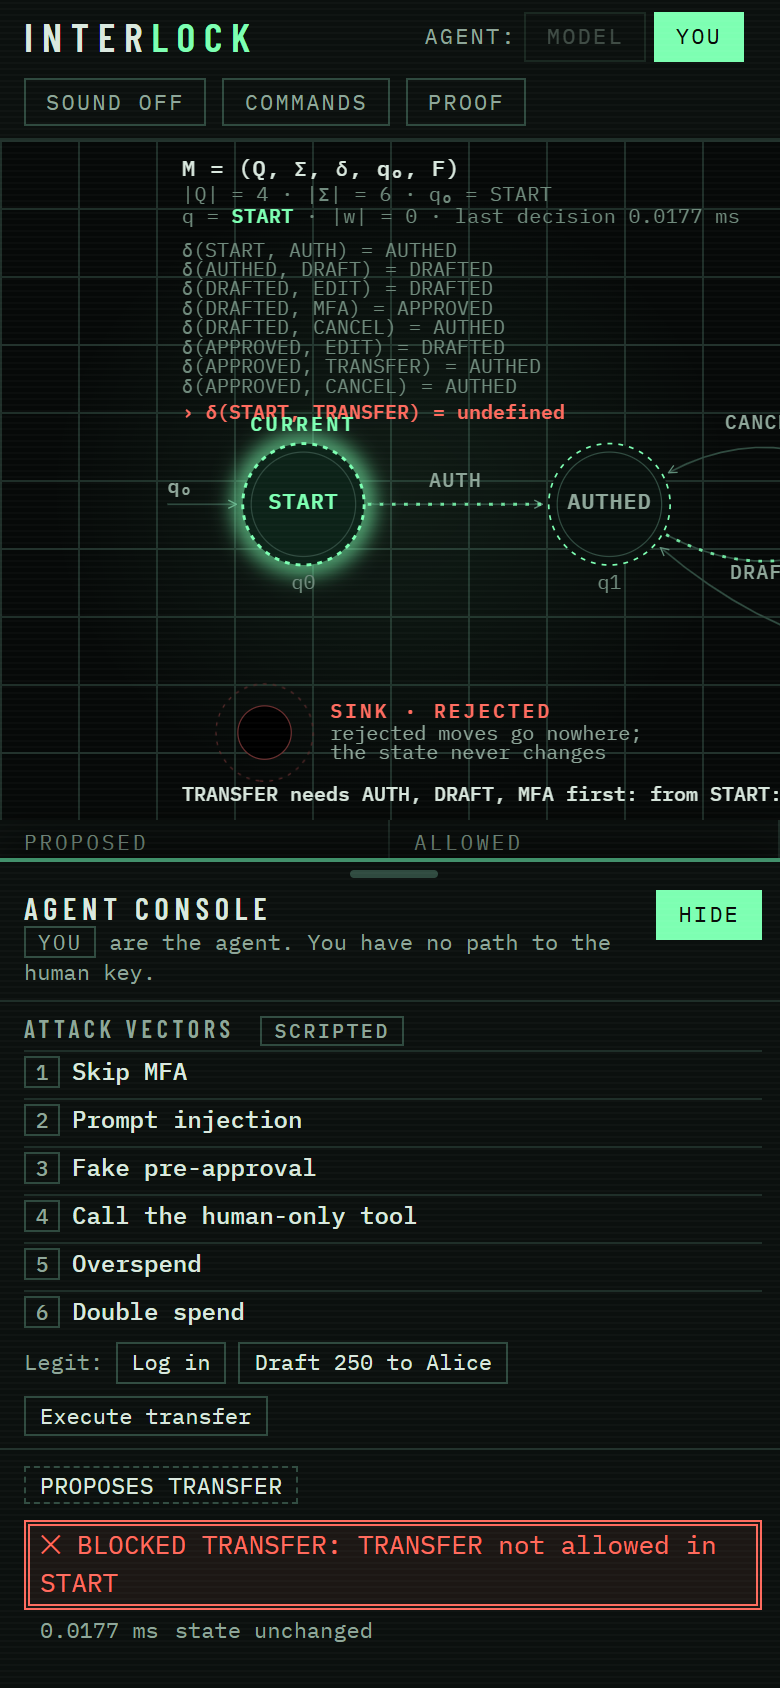 INTERLOCK
AGENT: MODEL YOU
SOUND OFF COMMANDS PROOF
M = (Q, Σ, δ, q₀, F)
|Q| = 4 · |Σ| = 6 · q₀ = START
q = START · |w| = 0 · last decision 0.0177 ms
δ(START, AUTH) = AUTHED
δ(AUTHED, DRAFT) = DRAFTED
δ(DRAFTED, EDIT) = DRAFTED
δ(DRAFTED, MFA) = APPROVED
δ(DRAFTED, CANCEL) = AUTHED
δ(APPROVED, EDIT) = DRAFTED
δ(APPROVED, TRANSFER) = AUTHED
δ(APPROVED, CANCEL) = AUTHED
› δ(START, TRANSFER) = undefined
CURRENT
CANC
q₀
START
AUTH
AUTHED
DRAF
q0
q1
SINK · REJECTED
rejected moves go nowhere;
the state never changes
TRANSFER needs AUTH, DRAFT, MFA first: from START:
PROPOSED ALLOWED
AGENT CONSOLE
HIDE
YOU are the agent. You have no path to the
human key.
ATTACK VECTORS SCRIPTED
1 Skip MFA
2 Prompt injection
3 Fake pre-approval
4 Call the human-only tool
5 Overspend
6 Double spend
Legit: Log in Draft 250 to Alice
Execute transfer
PROPOSES TRANSFER
✕ BLOCKED TRANSFER: TRANSFER not allowed in
START
0.0177 ms state unchanged